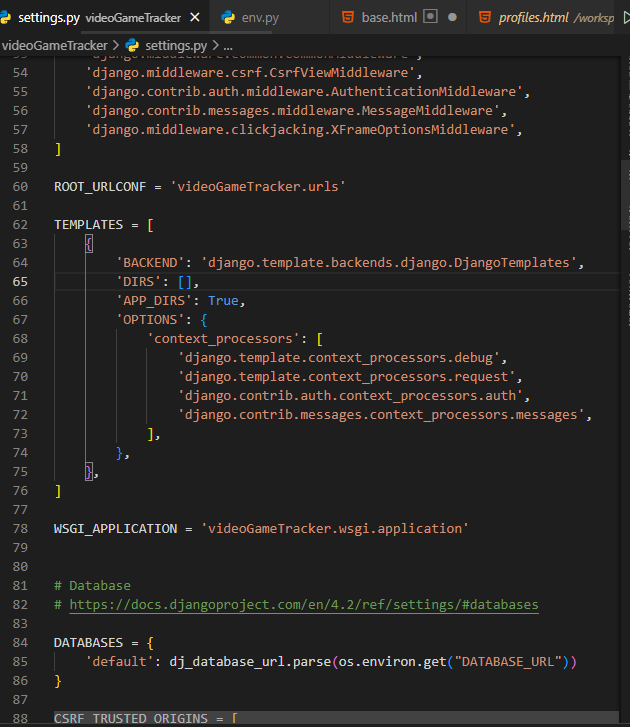 settings.py videoGameTracker
env.py
base.html
profiles.html /worksp
videoGameTracker > settings.py > ...
53 'django.middleware.common.CommonMiddleware',
54 'django.middleware.csrf.CsrfViewMiddleware',
55 'django.contrib.auth.middleware.AuthenticationMiddleware',
56 'django.contrib.messages.middleware.MessageMiddleware',
57 'django.middleware.clickjacking.XFrameOptionsMiddleware',
58 ]
59
60 ROOT_URLCONF = 'videoGameTracker.urls'
61
62 TEMPLATES = [
63 {
64 'BACKEND': 'django.template.backends.django.DjangoTemplates',
65 'DIRS': [],
66 'APP_DIRS': True,
67 'OPTIONS': {
68 'context_processors': [
69 'django.template.context_processors.debug',
70 'django.template.context_processors.request',
71 'django.contrib.auth.context_processors.auth',
72 'django.contrib.messages.context_processors.messages',
73 ],
74 },
75 },
76 ]
77
78 WSGI_APPLICATION = 'videoGameTracker.wsgi.application'
79
80
81 # Database
82 # https://docs.djangoproject.com/en/4.2/ref/settings/#databases
83
84 DATABASES = {
85 'default': dj_database_url.parse(os.environ.get("DATABASE_URL"))
86 }
87
88 CSRF_TRUSTED_ORIGINS = [